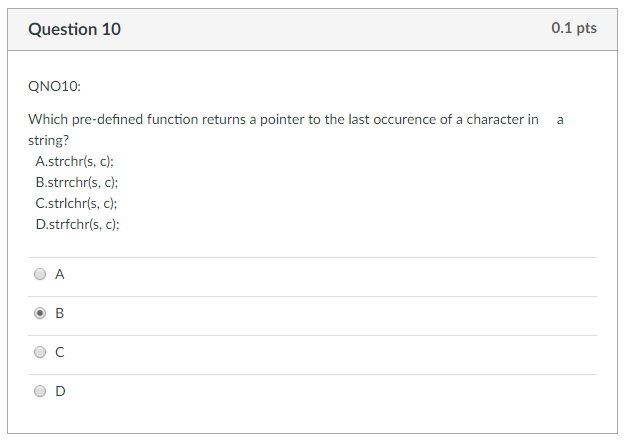 Question 10
0.1 pts
QNO10:
Which pre-defined function returns a pointer to the last occurence of a character in a
string?
A.strchr(s, c);
B.strrchr(s, c);
C.strlchr(s, c);
D.strfchr(s, c);
A
B
C
D